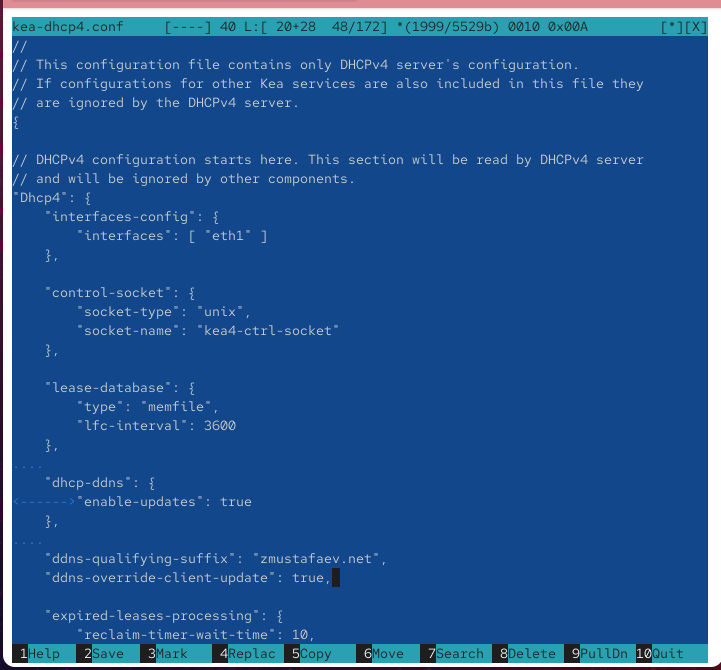 kea-dhcp4.conf [----] 40 L:[ 20+28 48/172] *(1999/5529b) 0010 0x00A [*][X]
//
// This configuration file contains only DHCPv4 server's configuration.
// If configurations for other Kea services are also included in this file they
// are ignored by the DHCPv4 server.
{
// DHCPv4 configuration starts here. This section will be read by DHCPv4 server
// and will be ignored by other components.
"Dhcp4": {
    "interfaces-config": {
        "interfaces": [ "eth1" ]
    },
    "control-socket": {
        "socket-type": "unix",
        "socket-name": "kea4-ctrl-socket"
    },
    "lease-database": {
        "type": "memfile",
        "lfc-interval": 3600
    },
....
    "dhcp-ddns": {
<------>"enable-updates": true
    },
....
    "ddns-qualifying-suffix": "zmustafaev.net",
    "ddns-override-client-update": true,
    "expired-leases-processing": {
        "reclaim-timer-wait-time": 10,
1Help 2Save 3Mark 4Replac 5Copy 6Move 7Search 8Delete 9PullDn 10Quit